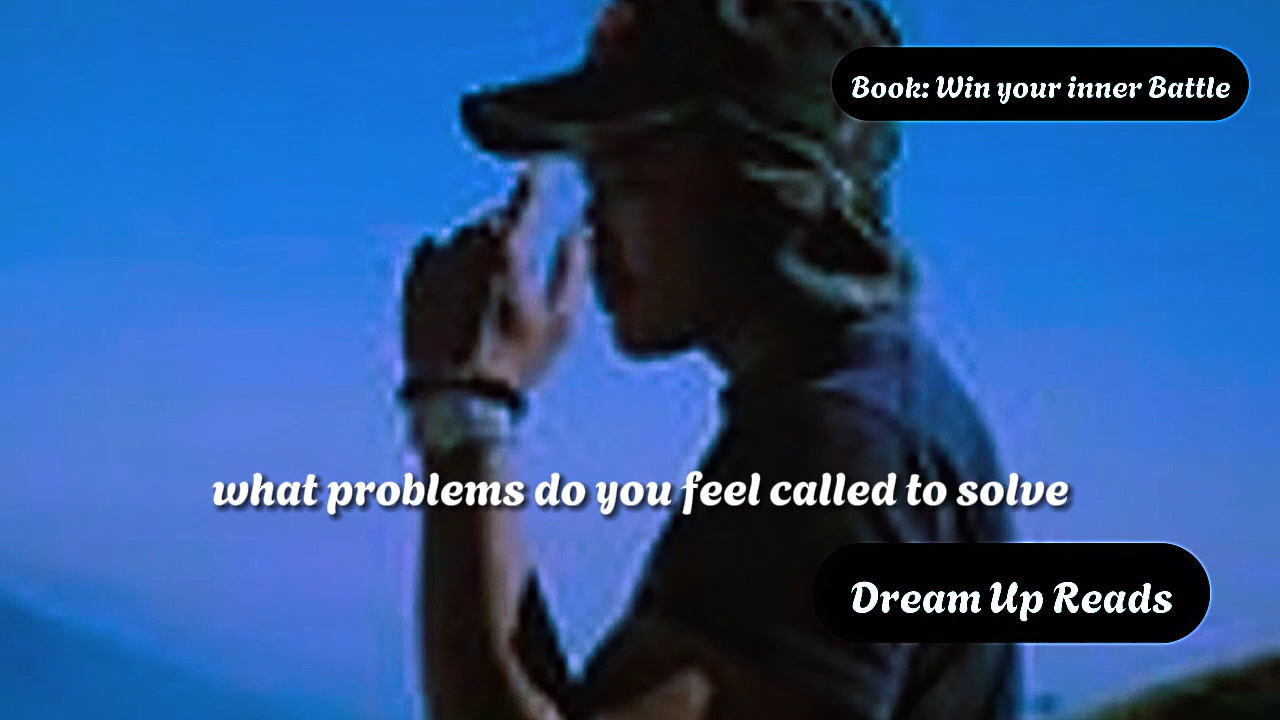 Book: Win your inner Battle
what problems do you feel called to solve
Dream Up Reads